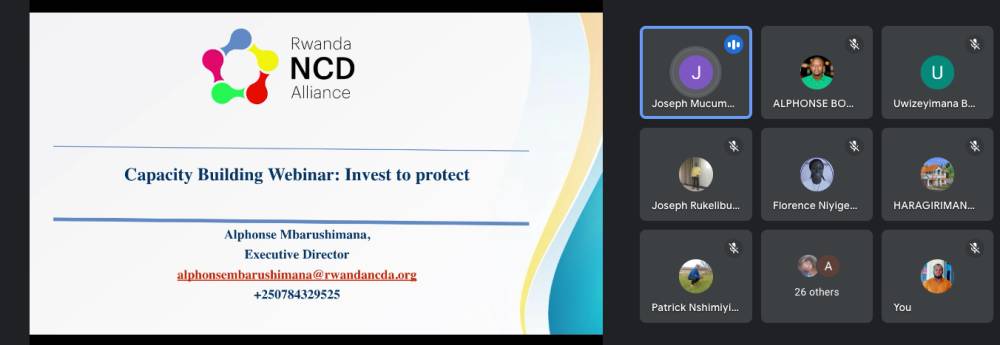 Rwanda
NCD
Alliance
Capacity Building Webinar: Invest to protect
Alphonse Mbarushimana,
Executive Director
alphonsembarushimana@rwandancda.org
+250784329525
J
Joseph Mucum...
ALPHONSE BO...
U
Uwizeyimana B...
Joseph Rukelibu...
Florence Niyige...
HARAGIRIMAN...
Patrick Nshimiyi...
A
26 others
You